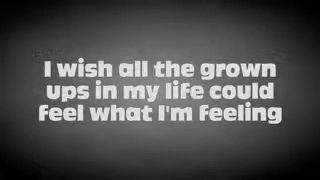 I wish all the grown
ups in my life could
feel what I'm feeling